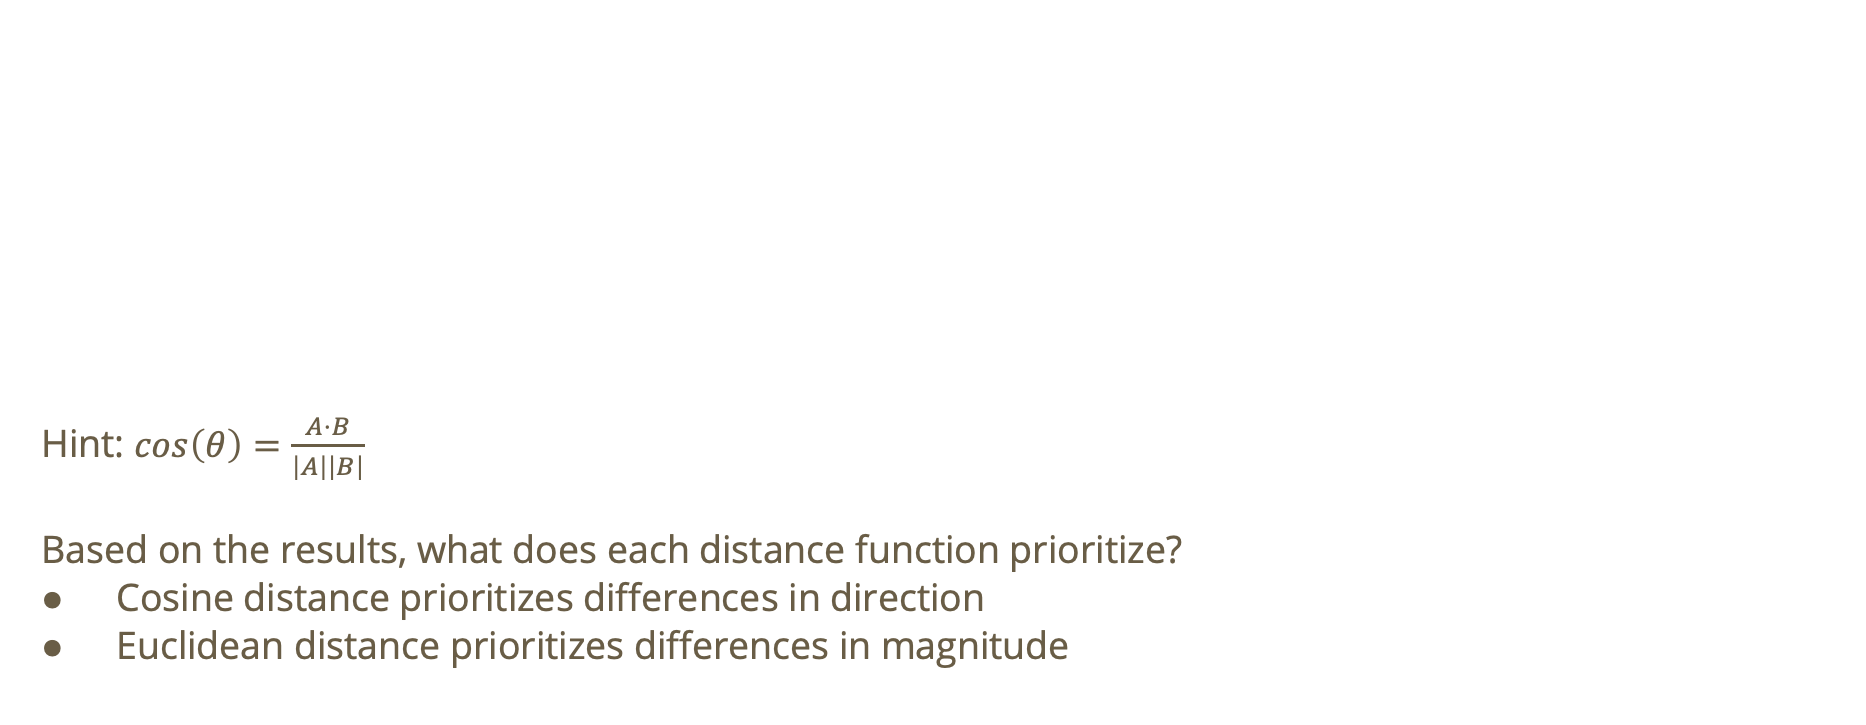 Hint: cos(θ) = A·B / |A||B|
Based on the results, what does each distance function prioritize?
● Cosine distance prioritizes differences in direction
● Euclidean distance prioritizes differences in magnitude